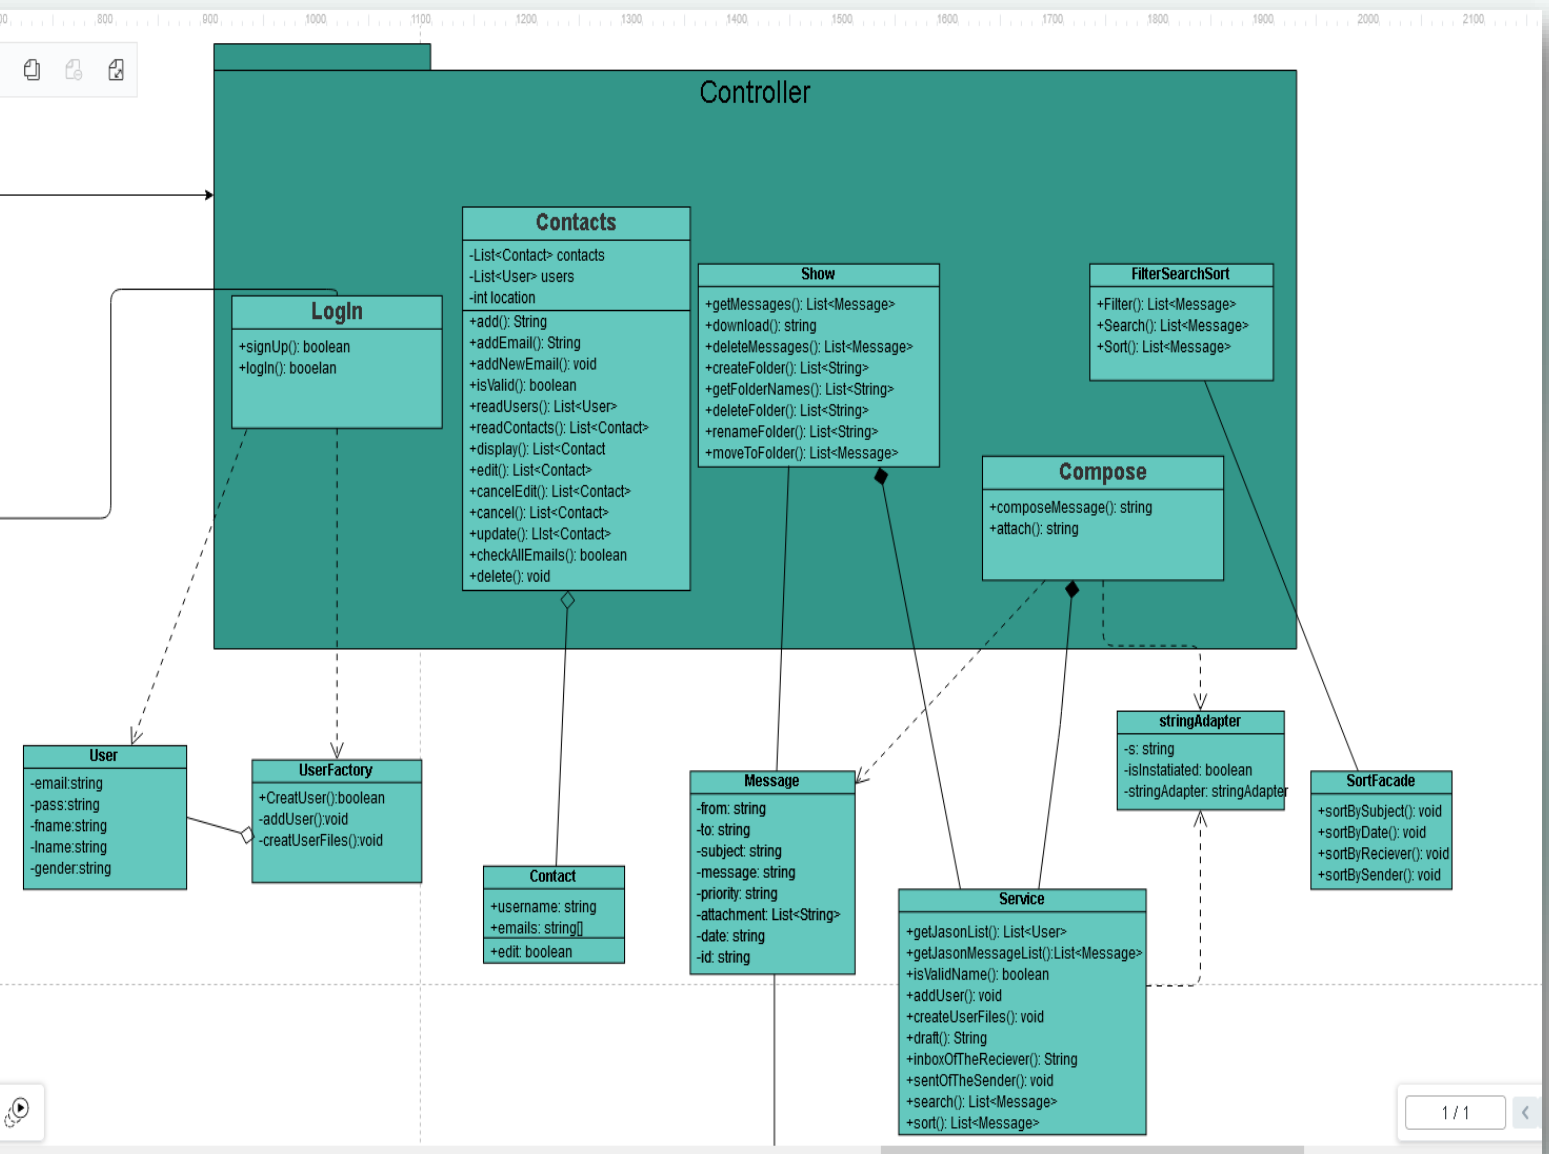 800 900 1000 1100 1200 1300 1400 1500 1600 1700 1800 1900 2000 2100
Controller
LogIn
+signUp(): boolean
+logIn(): booelan
Contacts
-List<Contact> contacts
-List<User> users
-int location
+add(): String
+addEmail(): String
+addNewEmail(): void
+isValid(): boolean
+readUsers(): List<User>
+readContacts(): List<Contact>
+display(): List<Contact
+edit(): List<Contact>
+cancelEdit(): List<Contact>
+cancel(): List<Contact>
+update(): LIst<Contact>
+checkAllEmails(): boolean
+delete(): void
Show
+getMessages(): List<Message>
+download(): string
+deleteMessages(): List<Message>
+createFolder(): List<String>
+getFolderNames(): List<String>
+deleteFolder(): List<String>
+renameFolder(): List<String>
+moveToFolder(): List<Message>
FilterSearchSort
+Filter(): List<Message>
+Search(): List<Message>
+Sort(): List<Message>
Compose
+composeMessage(): string
+attach(): string
User
-email:string
-pass:string
-fname:string
-lname:string
-gender:string
UserFactory
+CreatUser():boolean
-addUser():void
-creatUserFiles():void
Contact
+username: string
+emails: string[]
+edit: boolean
Message
-from: string
-to: string
-subject: string
-message: string
-priority: string
-attachment: List<String>
-date: string
-id: string
Service
+getJasonList(): List<User>
+getJasonMessageList():List<Message>
+isValidName(): boolean
+addUser(): void
+createUserFiles(): void
+draft(): String
+inboxOfTheReciever(): String
+sentOfTheSender(): void
+search(): List<Message>
+sort(): List<Message>
stringAdapter
-s: string
-isInstatiated: boolean
-stringAdapter: stringAdapter
SortFacade
+sortBySubject(): void
+sortByDate(): void
+sortByReciever(): void
+sortBySender(): void
1 / 1